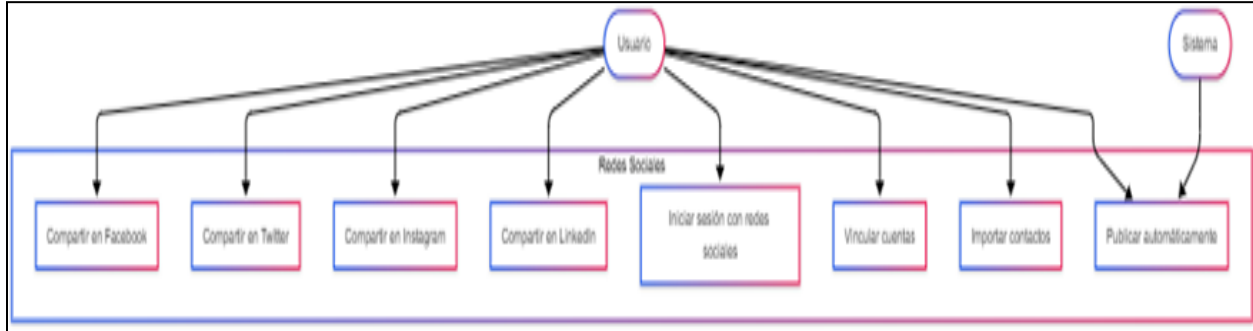 Usuario
Sistema
Redes Sociales
Compartir en Facebook
Compartir en Twitter
Compartir en Instagram
Compartir en LinkedIn
Iniciar sesión con redes
sociales
Vincular cuentas
Importar contactos
Publicar automáticamente